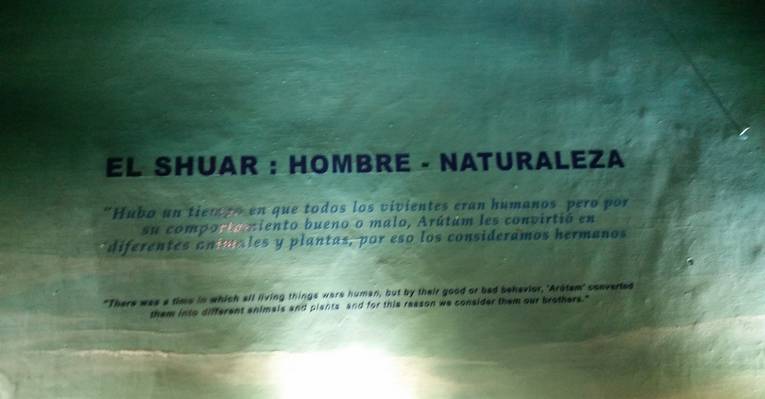 EL SHUAR : HOMBRE - NATURALEZA
"Hubo un tiempo en que todos los vivientes eran humanos pero por
su comportamiento bueno o malo, Arútam les convirtió en
diferentes animales y plantas, por eso los consideramos hermanos
"There was a time in which all living things were human, but by their good or bad behavior, 'Arútam' converted
them into different animals and plants and for this reason we consider them our brothers."